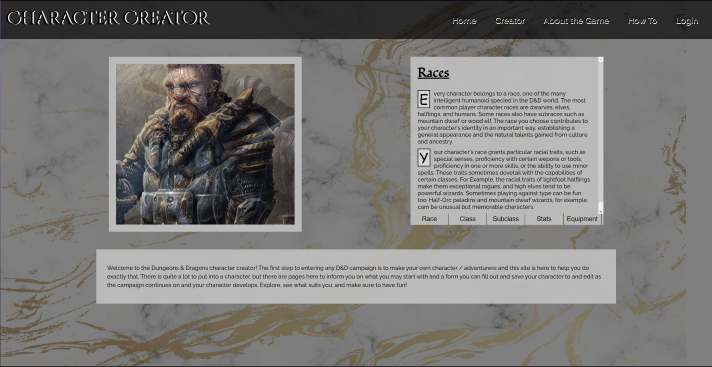 CHARACTER CREATOR
Home Creator About the Game How To Login
Races
Every character belongs to a race, one of the many
intelligent humanoid specied in the D&D world. The most
common player character races are dwarves, elves,
halflings, and humans. Some races also have subraces such as
mountain dwarf or wood elf. The race you choose contributes to
your character's identity in an important way, establishing a
general appearance and the natural talents gained from culture
and ancestry.
Your character's race grants particular racial traits, such as
special senses, proficiency with certain wepons or tools,
proficiency in one or more skills, or the ability to use minor
spells. These traits sometimes dovetail with the capabilities of
certain classes. For Example, the racial traits of lightfoot halflings
make them exceptional rogues, and high elves tend to be
powerful wizards. Sometimes playing against type can be fun
too. Half-Orc paladins and mountain dwarf wizards, for example,
cam be unusual but memorable characters.
Race Class Subclass Stats Equipment
Welcome to the Dungeons & Dragons character creator! The first step to entering any D&D campaign is to make your own character / adventurere and this site is here to help you do
exactly that. There is quite a lot to put into a character, but there are pages here to inform you on what you may start with and a form you can fill out and save your character to and edit as
the campaign continues on and your character develops. Explore, see what suits you, and make sure to have fun!